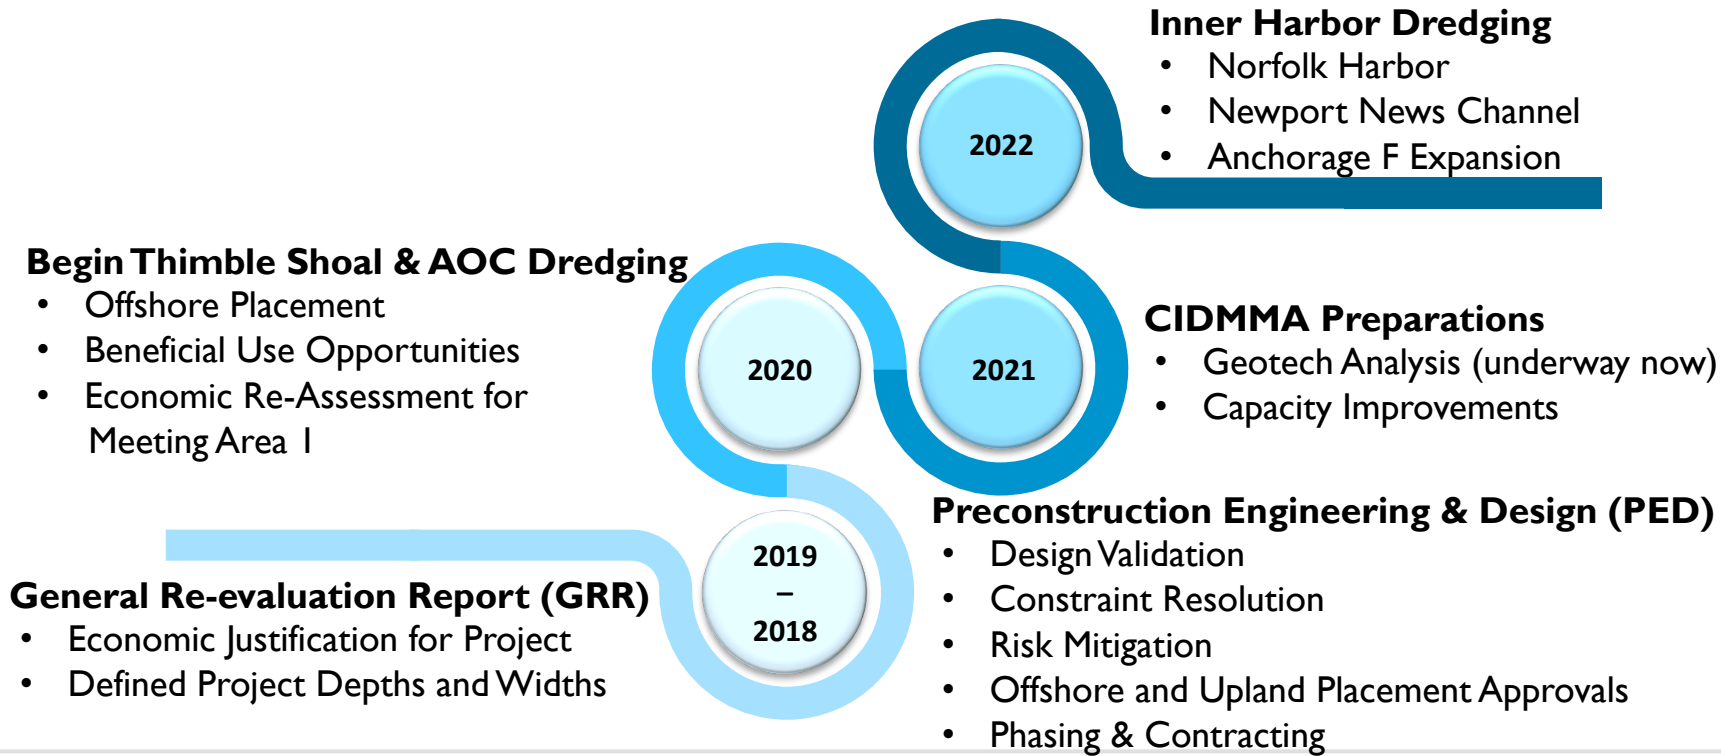 Inner Harbor Dredging
• Norfolk Harbor
• Newport News Channel
• Anchorage F Expansion
2022
Begin Thimble Shoal & AOC Dredging
• Offshore Placement
• Beneficial Use Opportunities
• Economic Re-Assessment for
Meeting Area 1
2020
2021
CIDMMA Preparations
• Geotech Analysis (underway now)
• Capacity Improvements
General Re-evaluation Report (GRR)
• Economic Justification for Project
• Defined Project Depths and Widths
2019
–
2018
Preconstruction Engineering & Design (PED)
• Design Validation
• Constraint Resolution
• Risk Mitigation
• Offshore and Upland Placement Approvals
• Phasing & Contracting